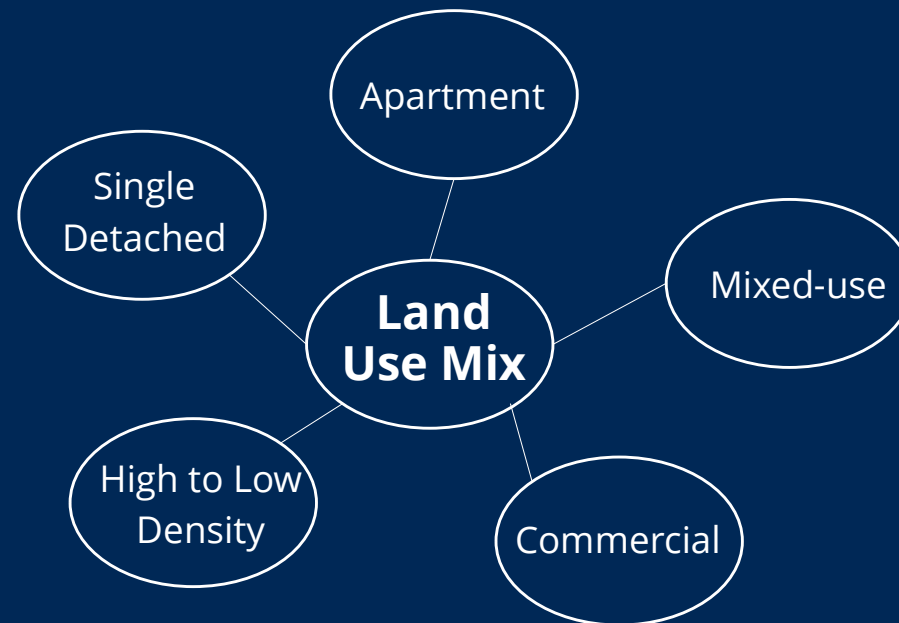 Apartment
Single
Detached
Mixed-use
Land
Use Mix
High to Low
Density
Commercial